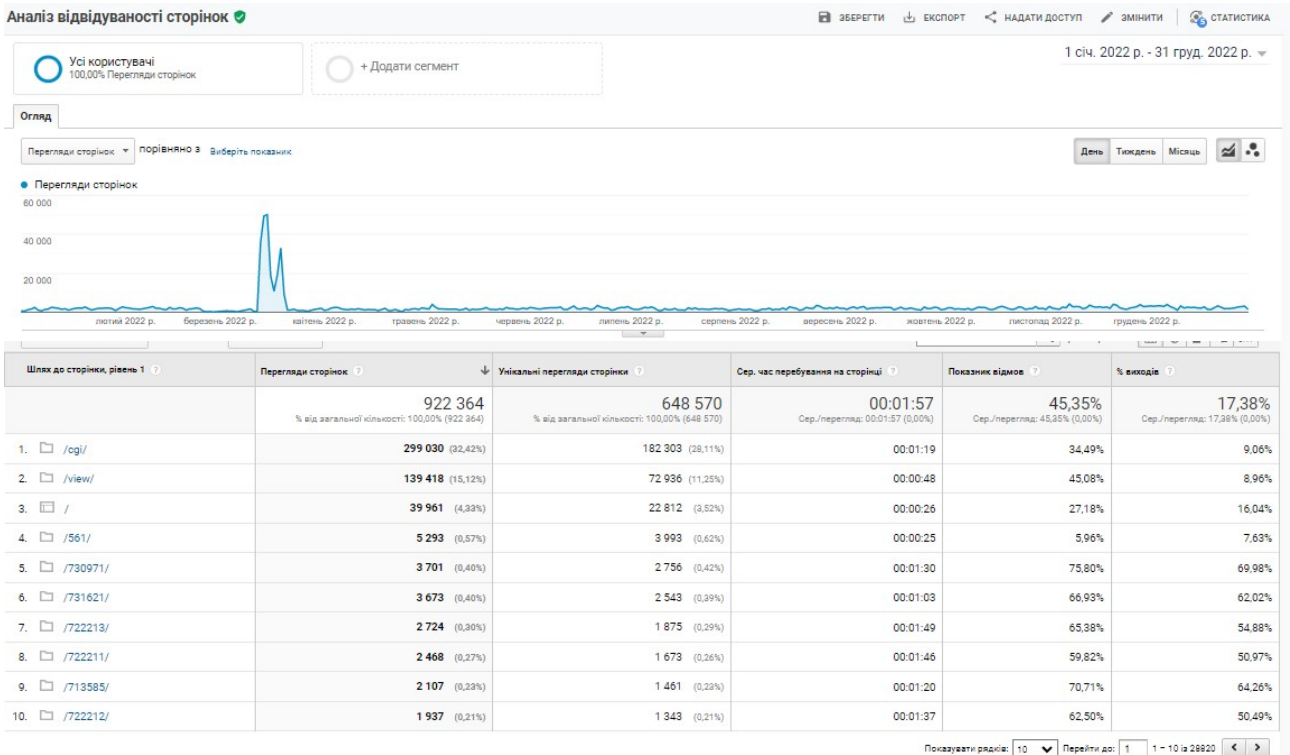 Аналіз відвідуваності сторінок
ЗБЕРЕГТИ ЕКСПОРТ НАДАТИ ДОСТУП ЗМІНИТИ СТАТИСТИКА
Усі користувачі
100,00% Перегляди сторінок
+ Додати сегмент
1 січ. 2022 р. - 31 груд. 2022 р.
Огляд
Перегляди сторінок порівняно з Виберіть показник
День Тиждень Місяць
Перегляди сторінок
60 000
40 000
20 000
лютий 2022 р. березень 2022 р. квітень 2022 р. травень 2022 р. червень 2022 р. липень 2022 р. серпень 2022 р. вересень 2022 р. жовтень 2022 р. листопад 2022 р. грудень 2022 р.
Шлях до сторінки, рівень 1 ? Перегляди сторінок ? Унікальні перегляди сторінки ? Сер. час перебування на сторінці ? Показник відмов ? % виходів ?
922 364 648 570 00:01:57 45,35% 17,38%
% від загальної кількості: 100,00% (922 364) % від загальної кількості: 100,00% (648 570) Сер./перегляд: 00:01:57 (0,00%) Сер./перегляд: 45,35% (0,00%) Сер./перегляд: 17,38% (0,00%)
1. /cgi/ 299 030 (32,42%) 182 303 (28,11%) 00:01:19 34,49% 9,06%
2. /view/ 139 418 (15,12%) 72 936 (11,25%) 00:00:48 45,08% 8,96%
3. / 39 961 (4,33%) 22 812 (3,52%) 00:00:26 27,18% 16,04%
4. /561/ 5 293 (0,57%) 3 993 (0,62%) 00:00:25 5,96% 7,63%
5. /730971/ 3 701 (0,40%) 2 756 (0,42%) 00:01:30 75,80% 69,98%
6. /731621/ 3 673 (0,40%) 2 543 (0,39%) 00:01:03 66,93% 62,02%
7. /722213/ 2 724 (0,30%) 1 875 (0,29%) 00:01:49 65,38% 54,88%
8. /722211/ 2 468 (0,27%) 1 673 (0,26%) 00:01:46 59,82% 50,97%
9. /713585/ 2 107 (0,23%) 1 461 (0,23%) 00:01:20 70,71% 64,26%
10. /722212/ 1 937 (0,21%) 1 343 (0,21%) 00:01:37 62,50% 50,49%
Показувати рядків: 10 Перейти до: 1 1 – 10 із 28820